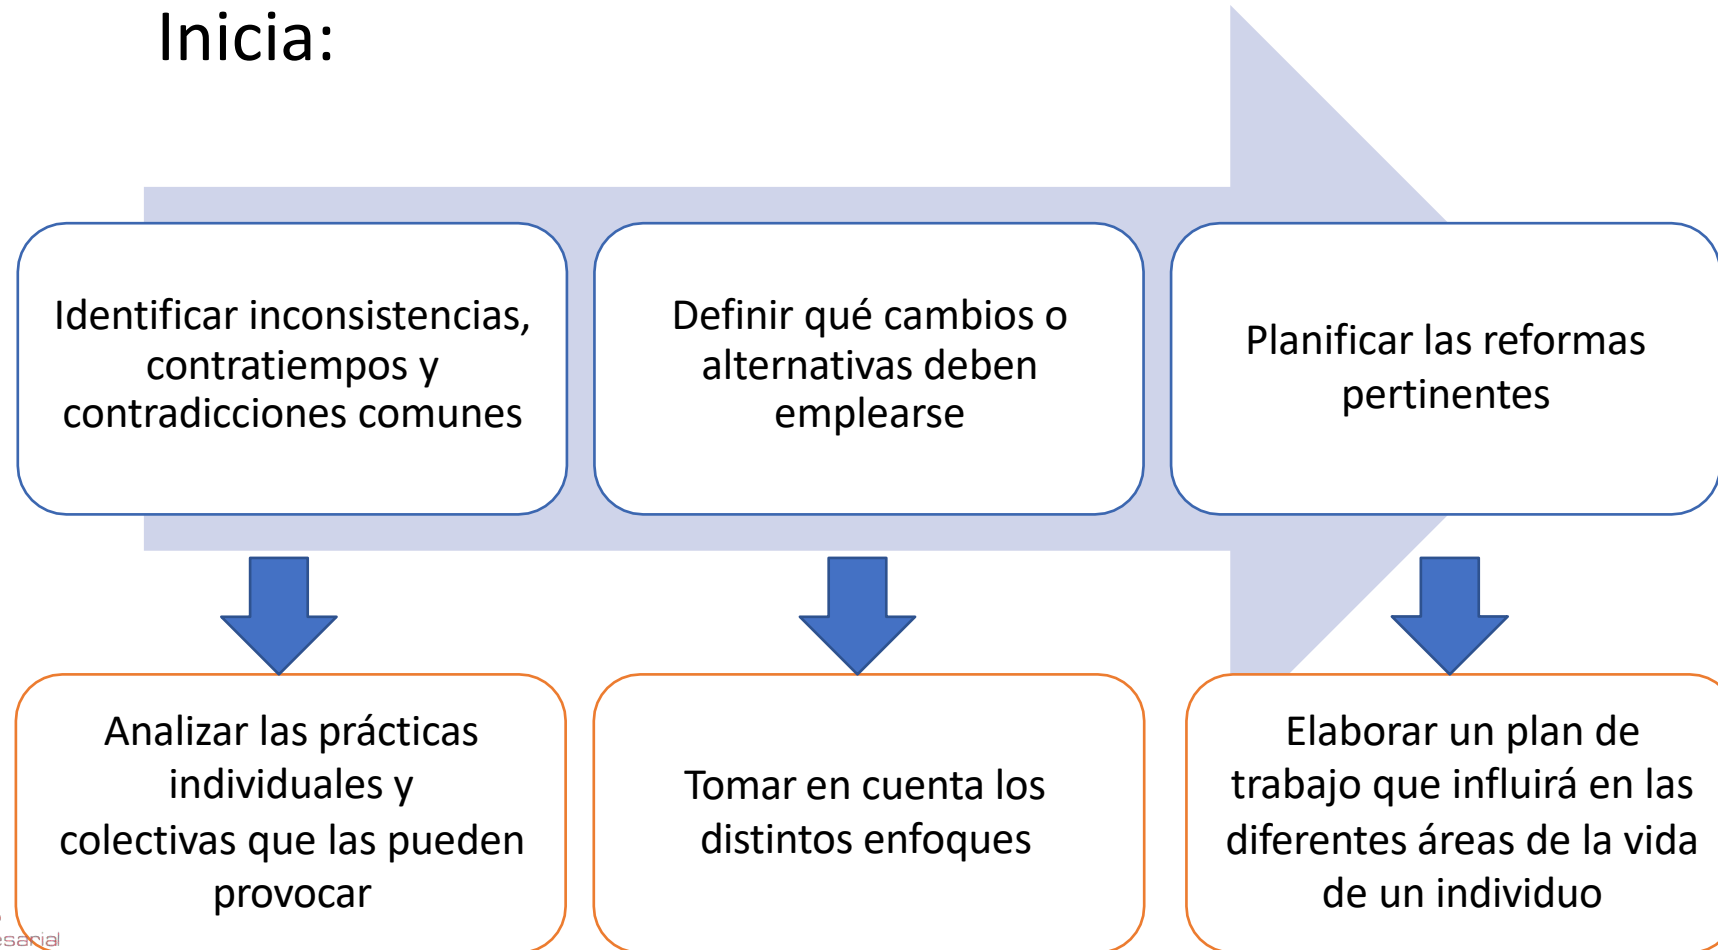 Inicia:
Identificar inconsistencias,
contratiempos y
contradicciones comunes
Definir qué cambios o
alternativas deben
emplearse
Planificar las reformas
pertinentes
Analizar las prácticas
individuales y
colectivas que las pueden
provocar
Tomar en cuenta los
distintos enfoques
Elaborar un plan de
trabajo que influirá en las
diferentes áreas de la vida
de un individuo